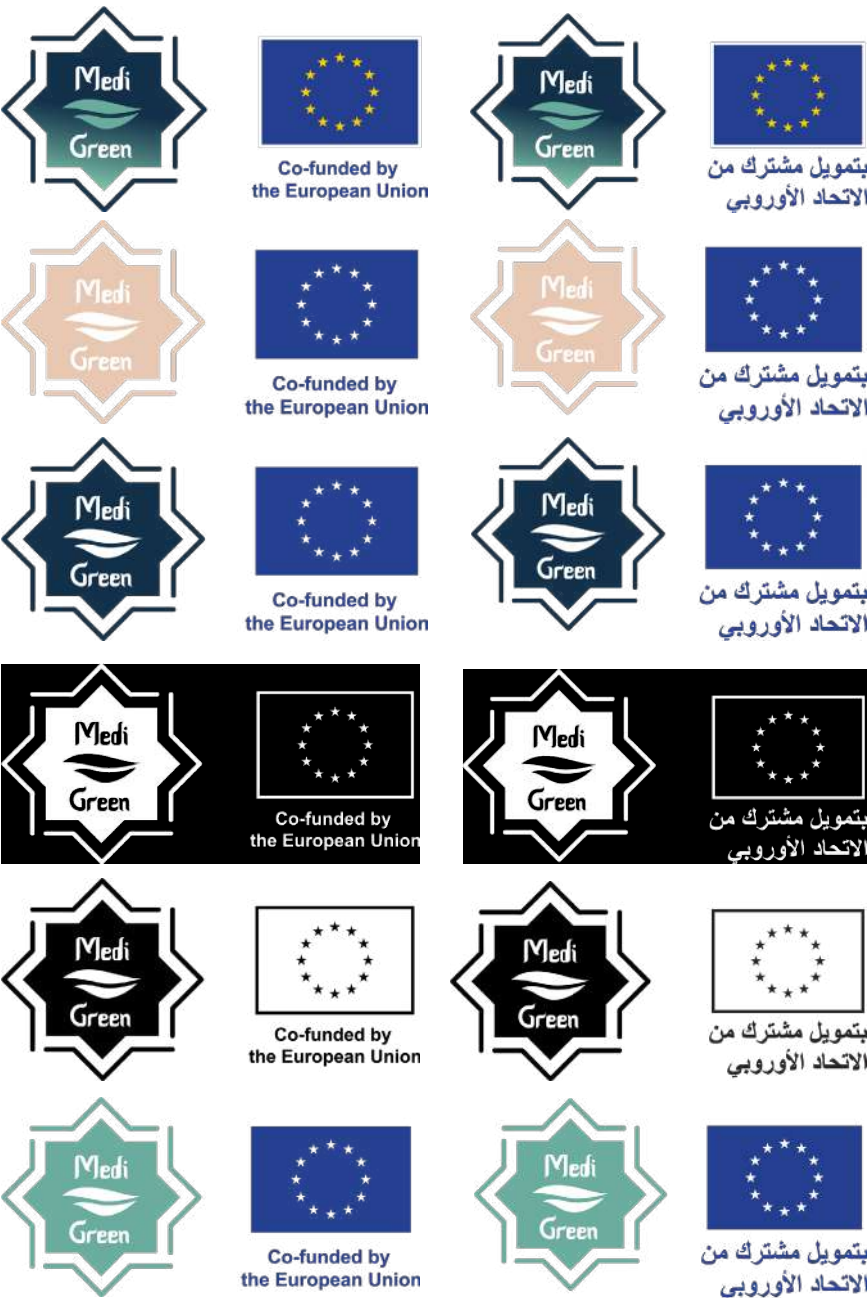 Medi
Green
Co-funded by
the European Union
Medi
Green
بتمويل مشترك من
الاتحاد الأوروبي
Medi
Green
Co-funded by
the European Union
Medi
Green
بتمويل مشترك من
الاتحاد الأوروبي
Medi
Green
Co-funded by
the European Union
Medi
Green
بتمويل مشترك من
الاتحاد الأوروبي
Medi
Green
Co-funded by
the European Union
Medi
Green
بتمويل مشترك من
الاتحاد الأوروبي
Medi
Green
Co-funded by
the European Union
Medi
Green
بتمويل مشترك من
الاتحاد الأوروبي
Medi
Green
Co-funded by
the European Union
Medi
Green
بتمويل مشترك من
الاتحاد الأوروبي